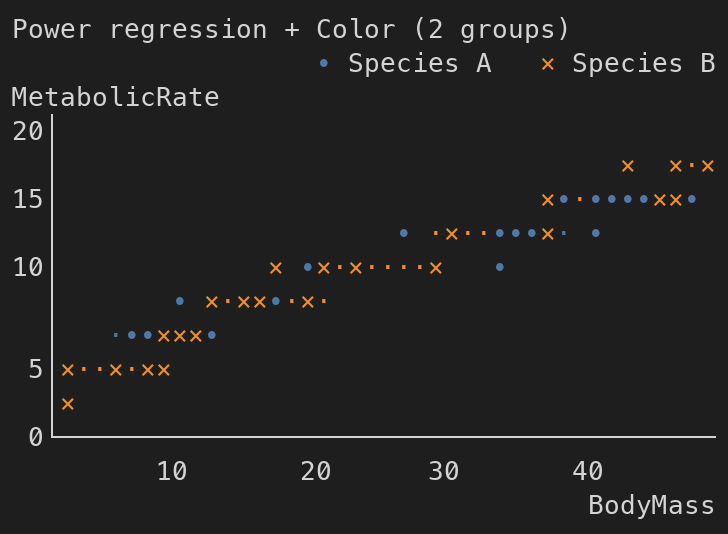 Power regression + Color (2 groups)
• Species A × Species B
MetabolicRate
20
15
10
5
0
10 20 30 40
BodyMass